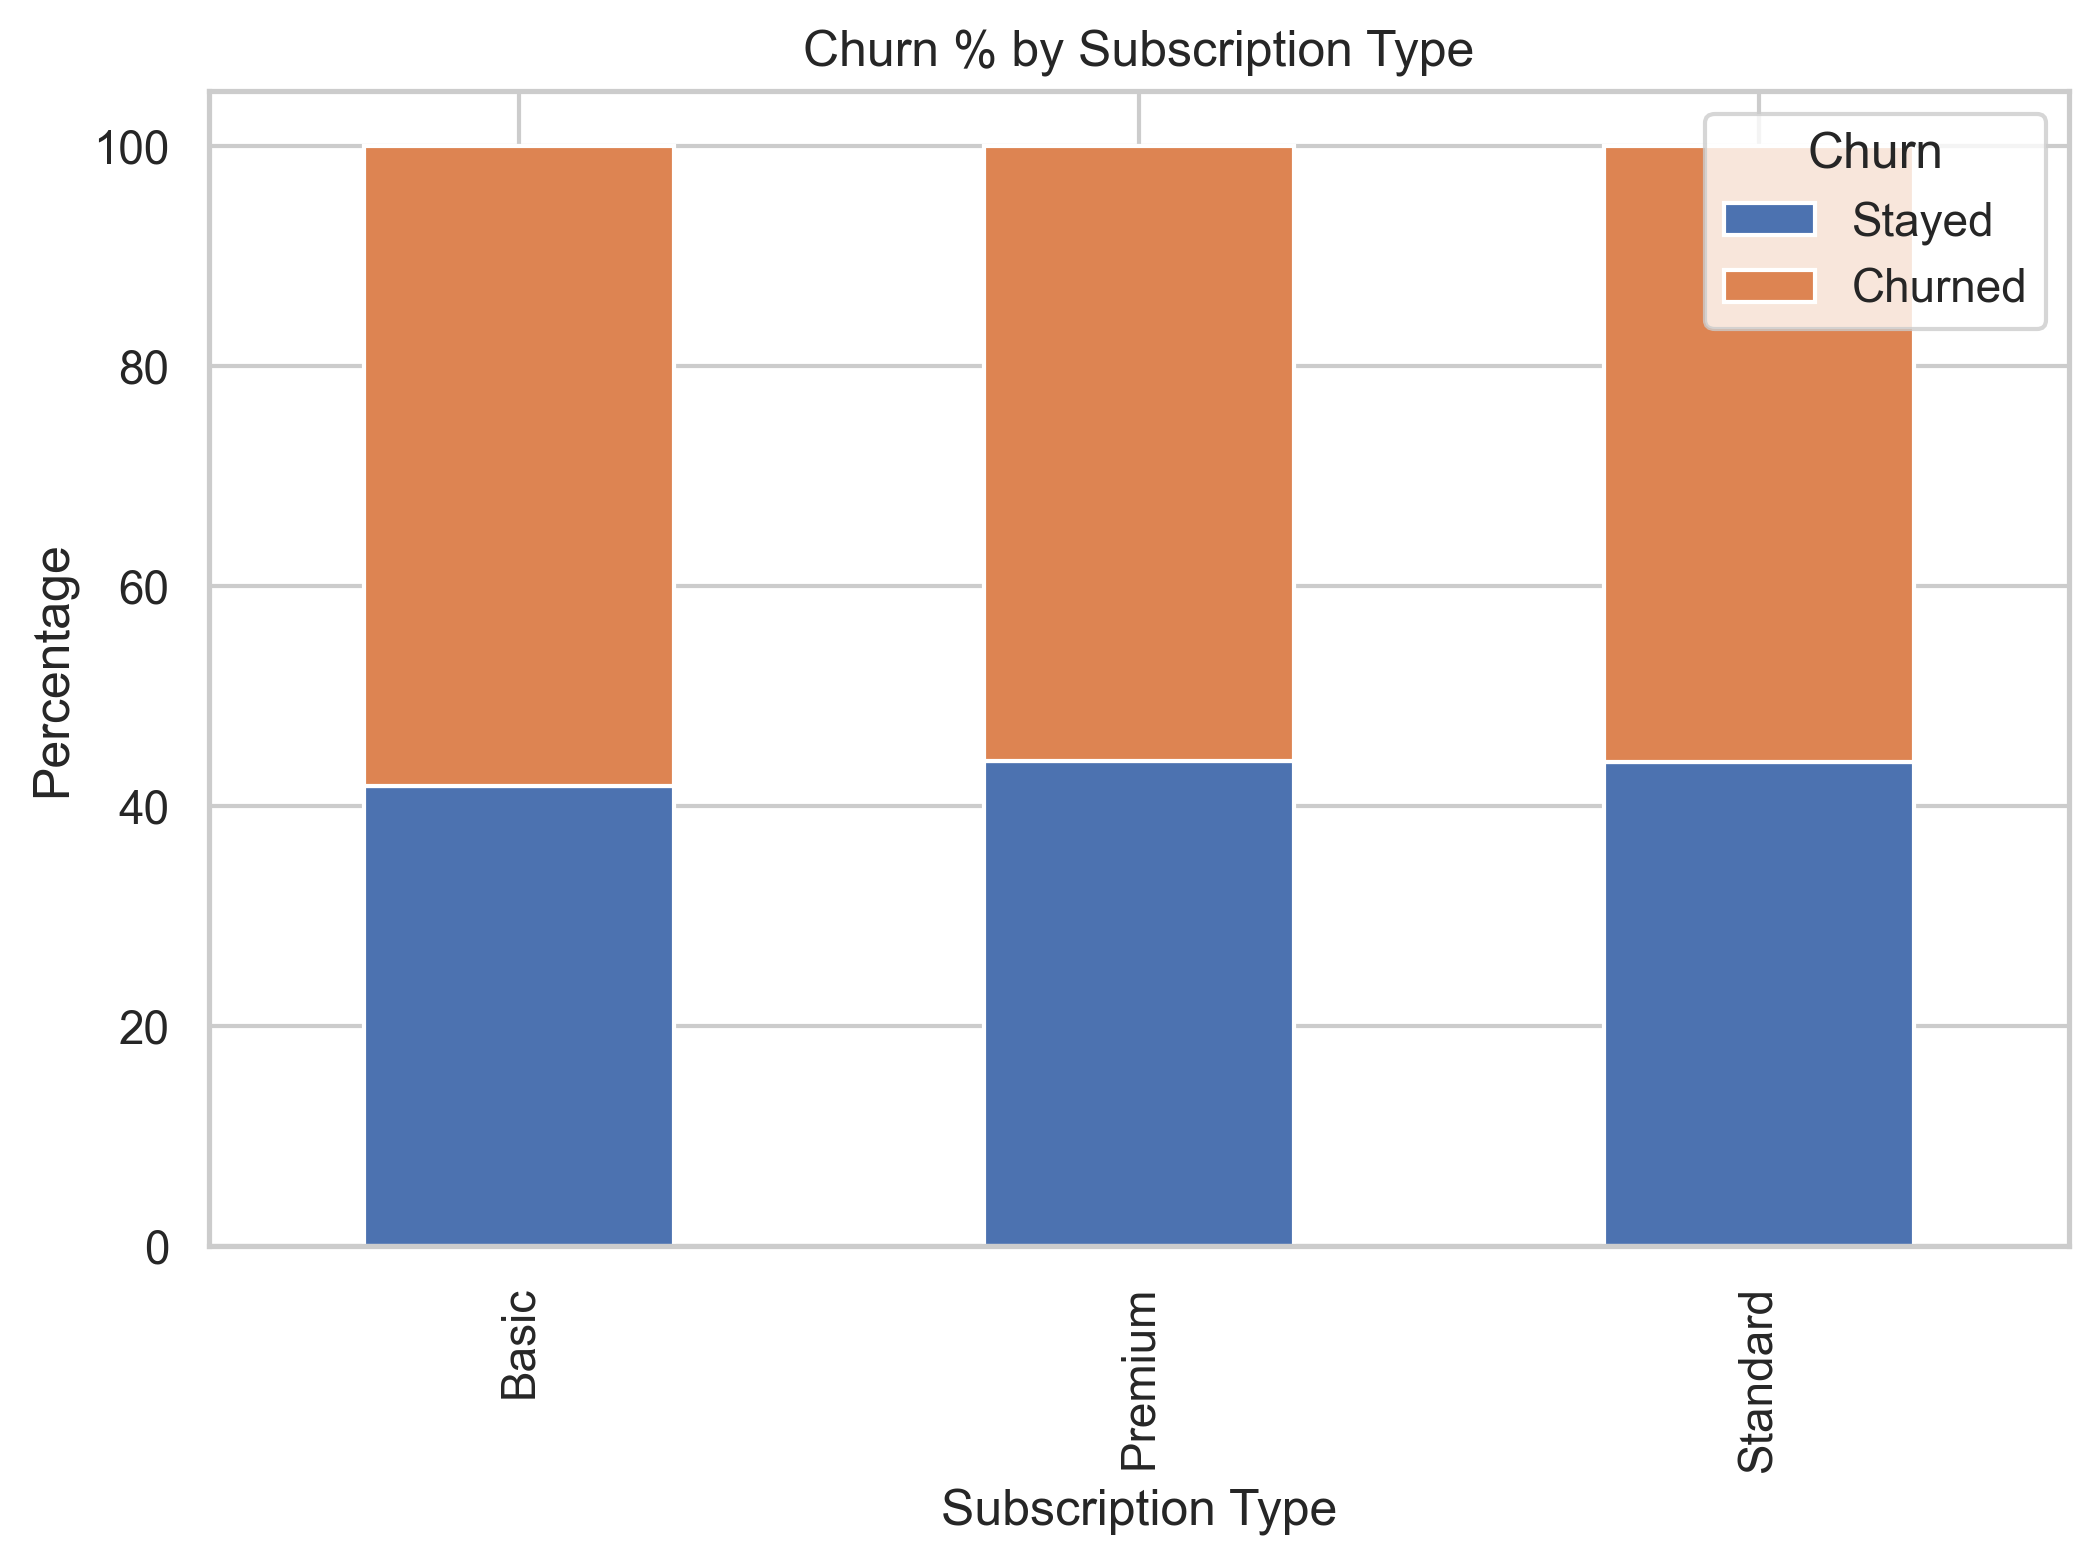 Churn % by Subscription Type
Churn
Stayed
Churned
Percentage
100
80
60
40
20
0
Basic
Premium
Standard
Subscription Type